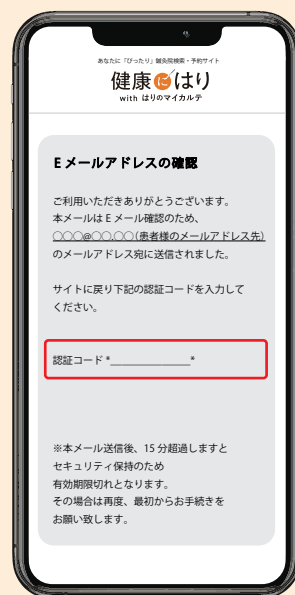 あなたに「ぴったり」鍼灸院検索・予約サイト
健康にはり
with はりのマイカルテ
Eメールアドレスの確認
ご利用いただきありがとうございます。
本メールはEメール確認のため、
○○○@○○.○○(患者様のメールアドレス先)
のメールアドレス宛に送信されました。
サイトに戻り下記の認証コードを入力して
ください。
認証コード *______________*
※本メール送信後、15分超過しますと
セキュリティ保持のため
有効期限切れとなります。
その場合は再度、最初からお手続きを
お願い致します。